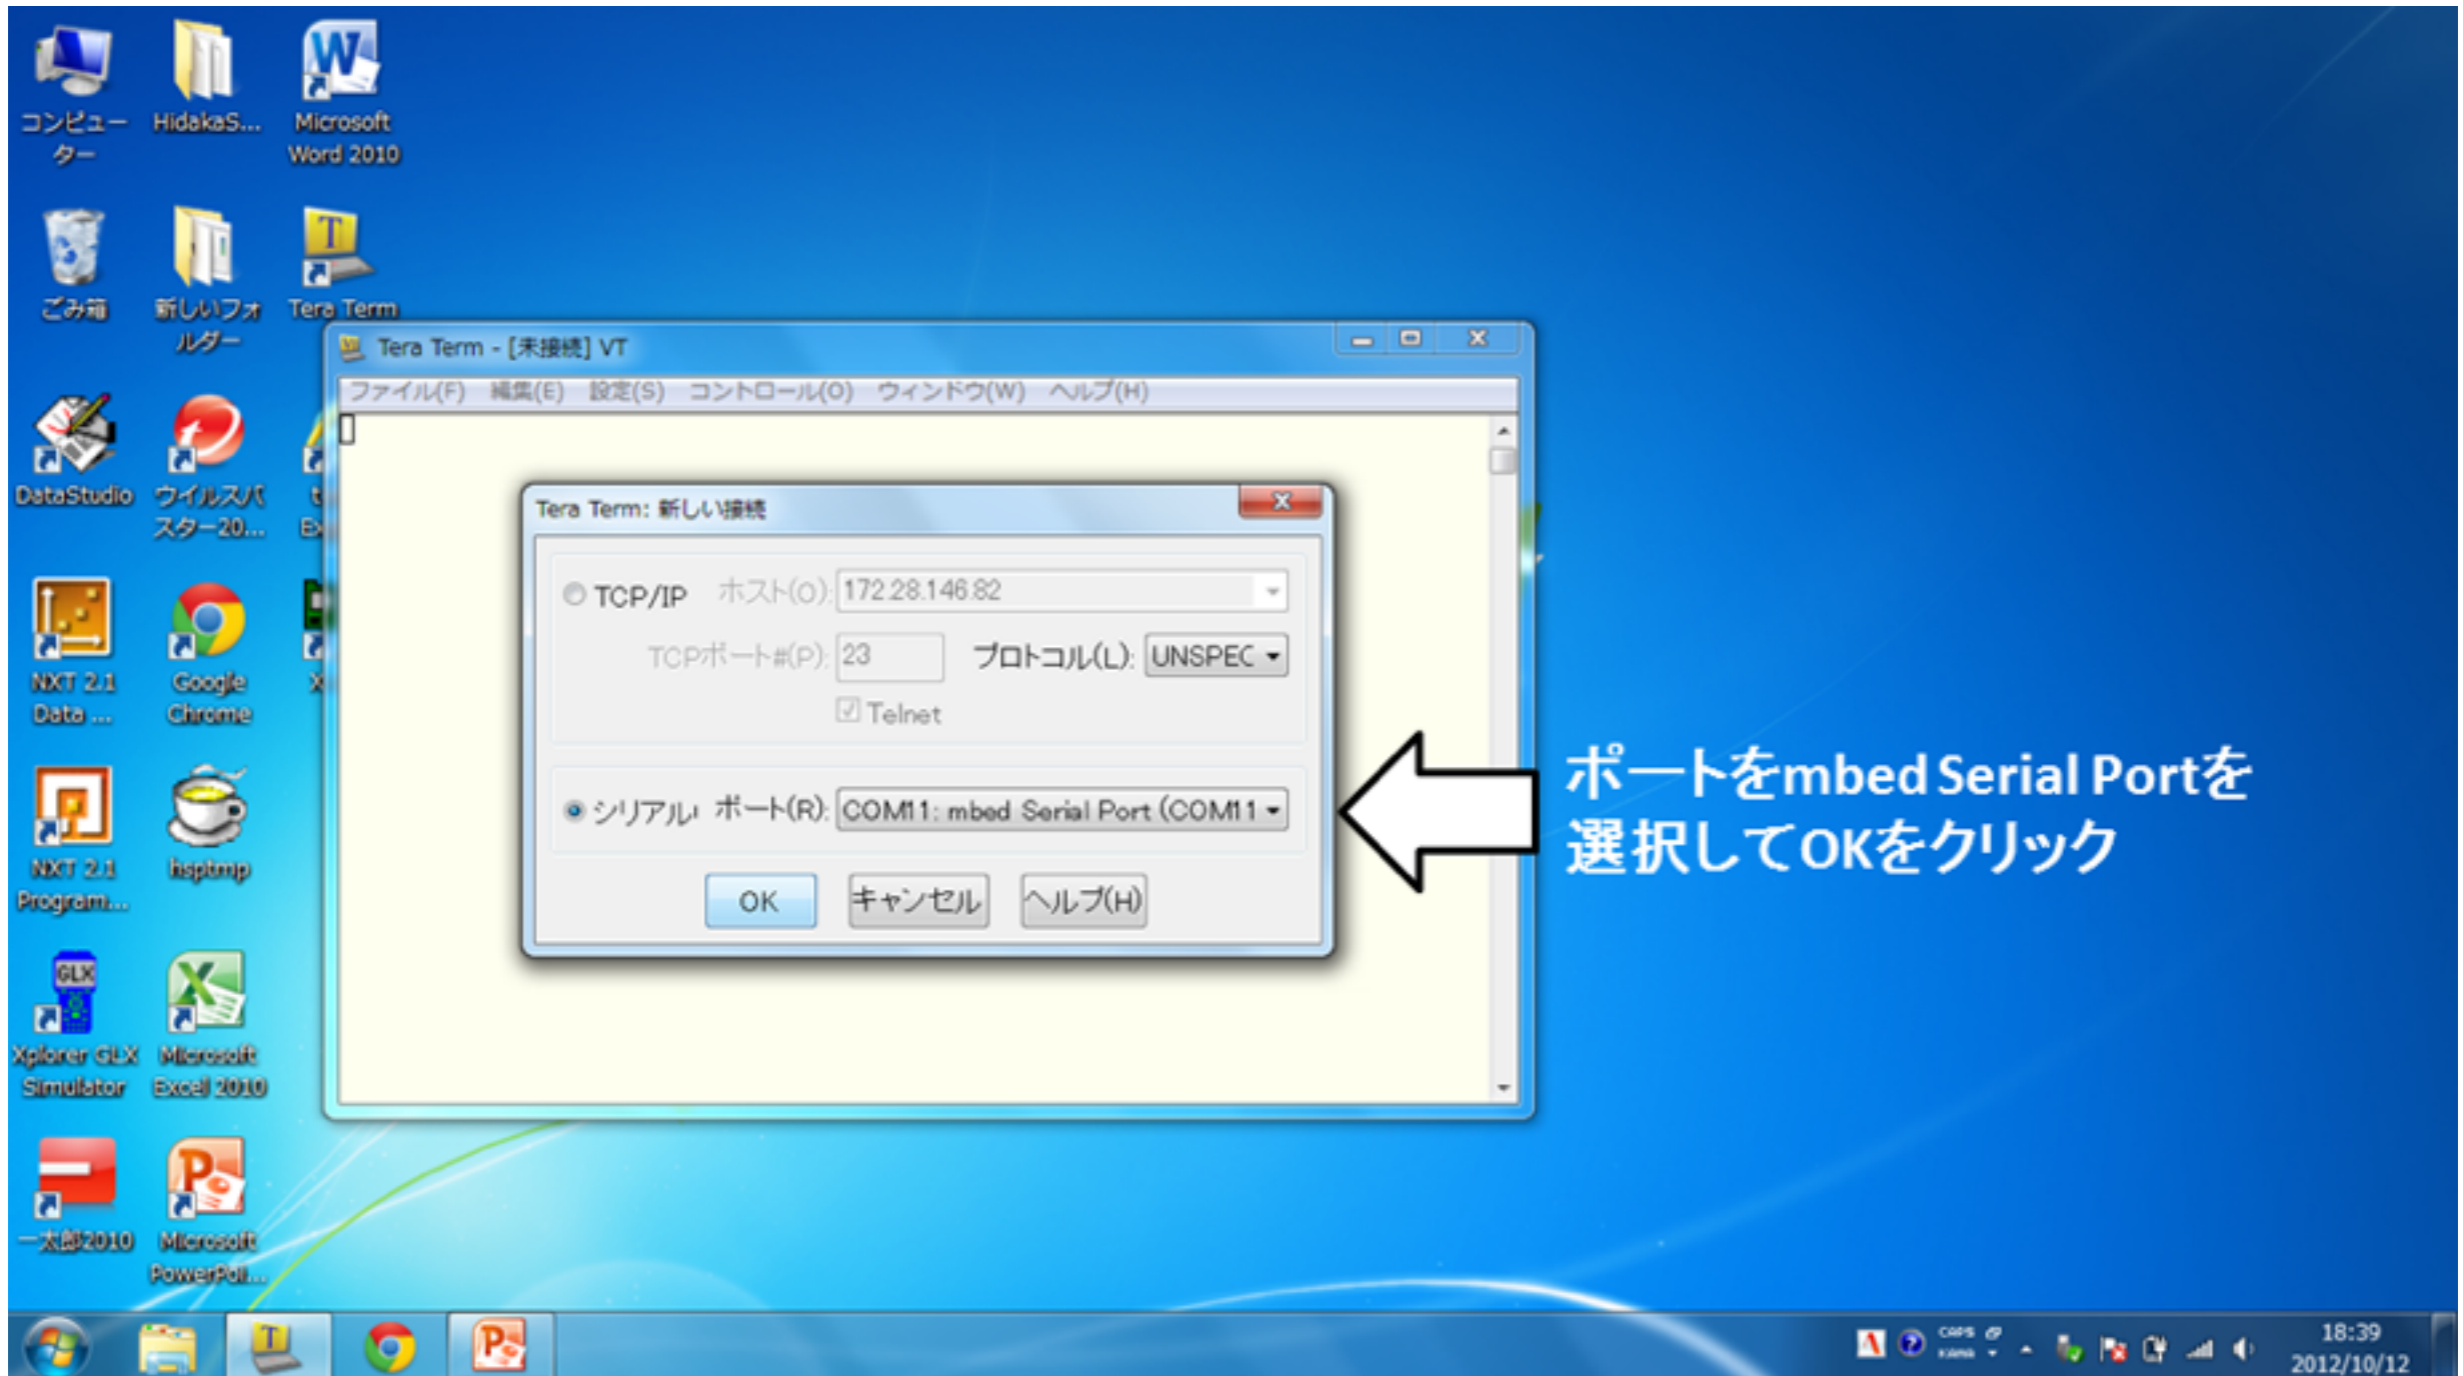 コンピュー
ター
HidakaS...
Microsoft
Word 2010
ごみ箱
新しいフォ
ルダー
Tera Term
DataStudio
ウイルスバ
スター20...
NXT 2.1
Data ...
Google
Chrome
NXT 2.1
Program...
hsptmp
GLX
Xplorer GLX
Simulator
Microsoft
Excel 2010
一太郎2010
Microsoft
PowerPoi...
Tera Term - [未接続] VT
ファイル(F) 編集(E) 設定(S) コントロール(O) ウィンドウ(W) ヘルプ(H)
Tera Term: 新しい接続
TCP/IP ホスト(O): 172.28.146.82
TCPポート#(P): 23 プロトコル(L): UNSPEC
Telnet
シリアル ポート(R): COM11: mbed Serial Port (COM11
OK キャンセル ヘルプ(H)
ポートをmbed Serial Portを
選択してOKをクリック
CAPS
KANA
18:39
2012/10/12